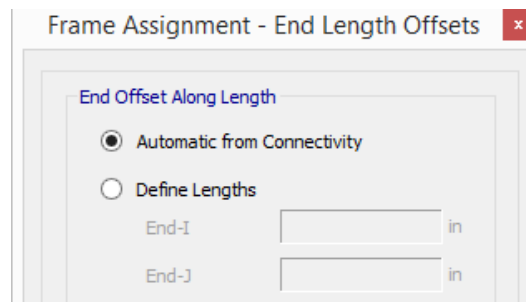 Frame Assignment - End Length Offsets x
End Offset Along Length
Automatic from Connectivity
Define Lengths
End-I in
End-J in